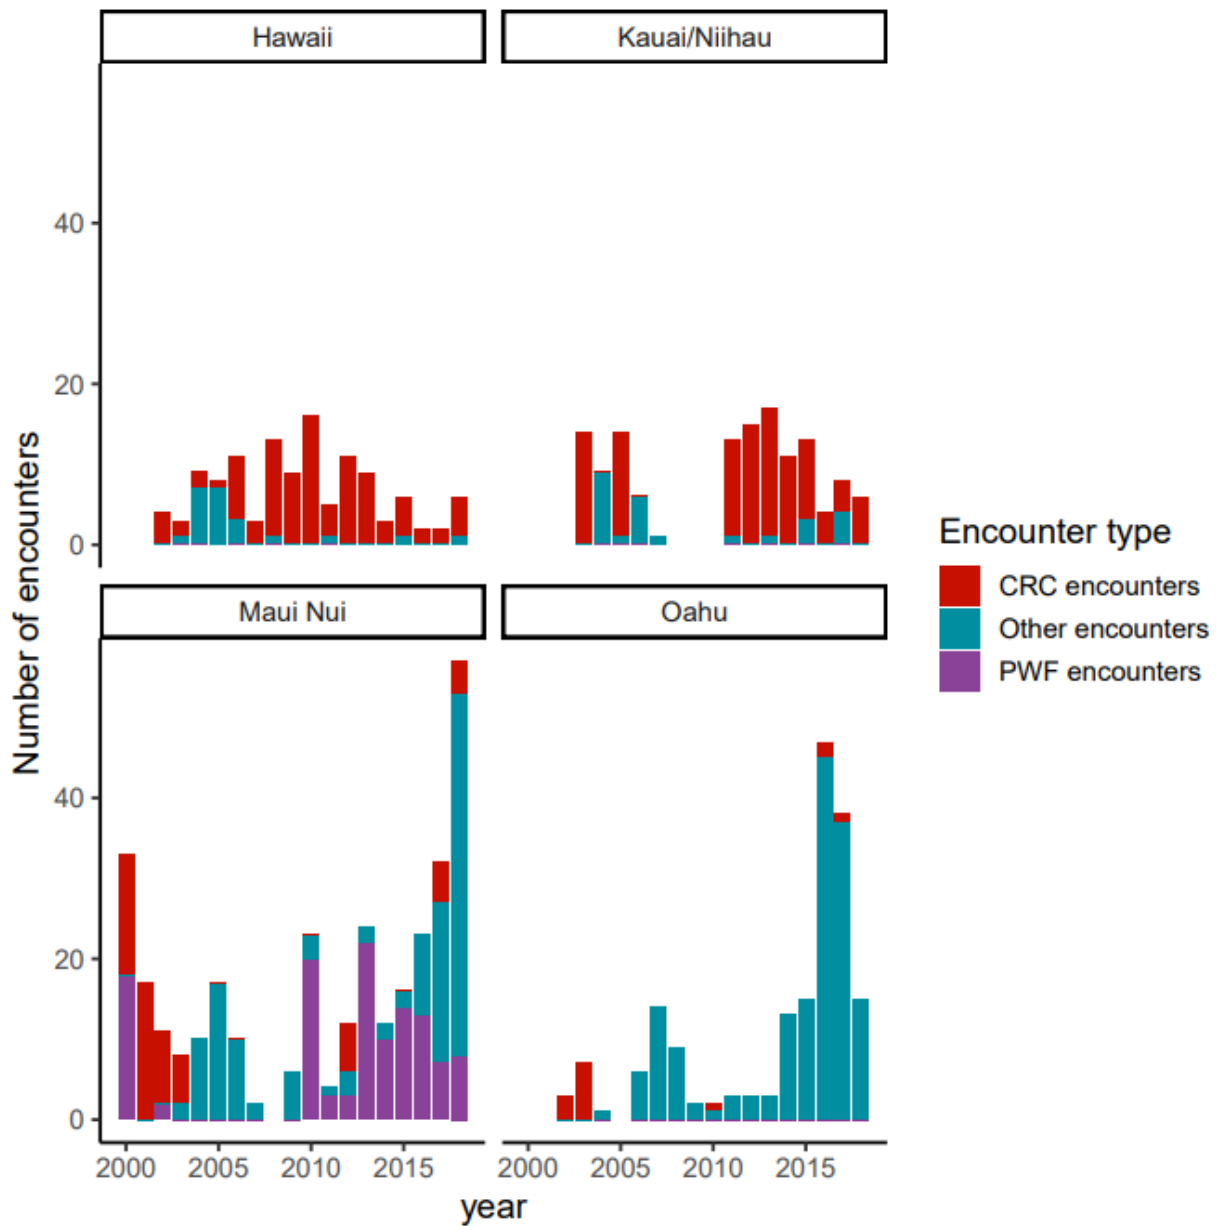 Hawaii
Kauai/Niihau
40
20
0
Number of encounters
Maui Nui
Oahu
40
20
0
2000 2005 2010 2015
2000 2005 2010 2015
year
Encounter type
CRC encounters
Other encounters
PWF encounters